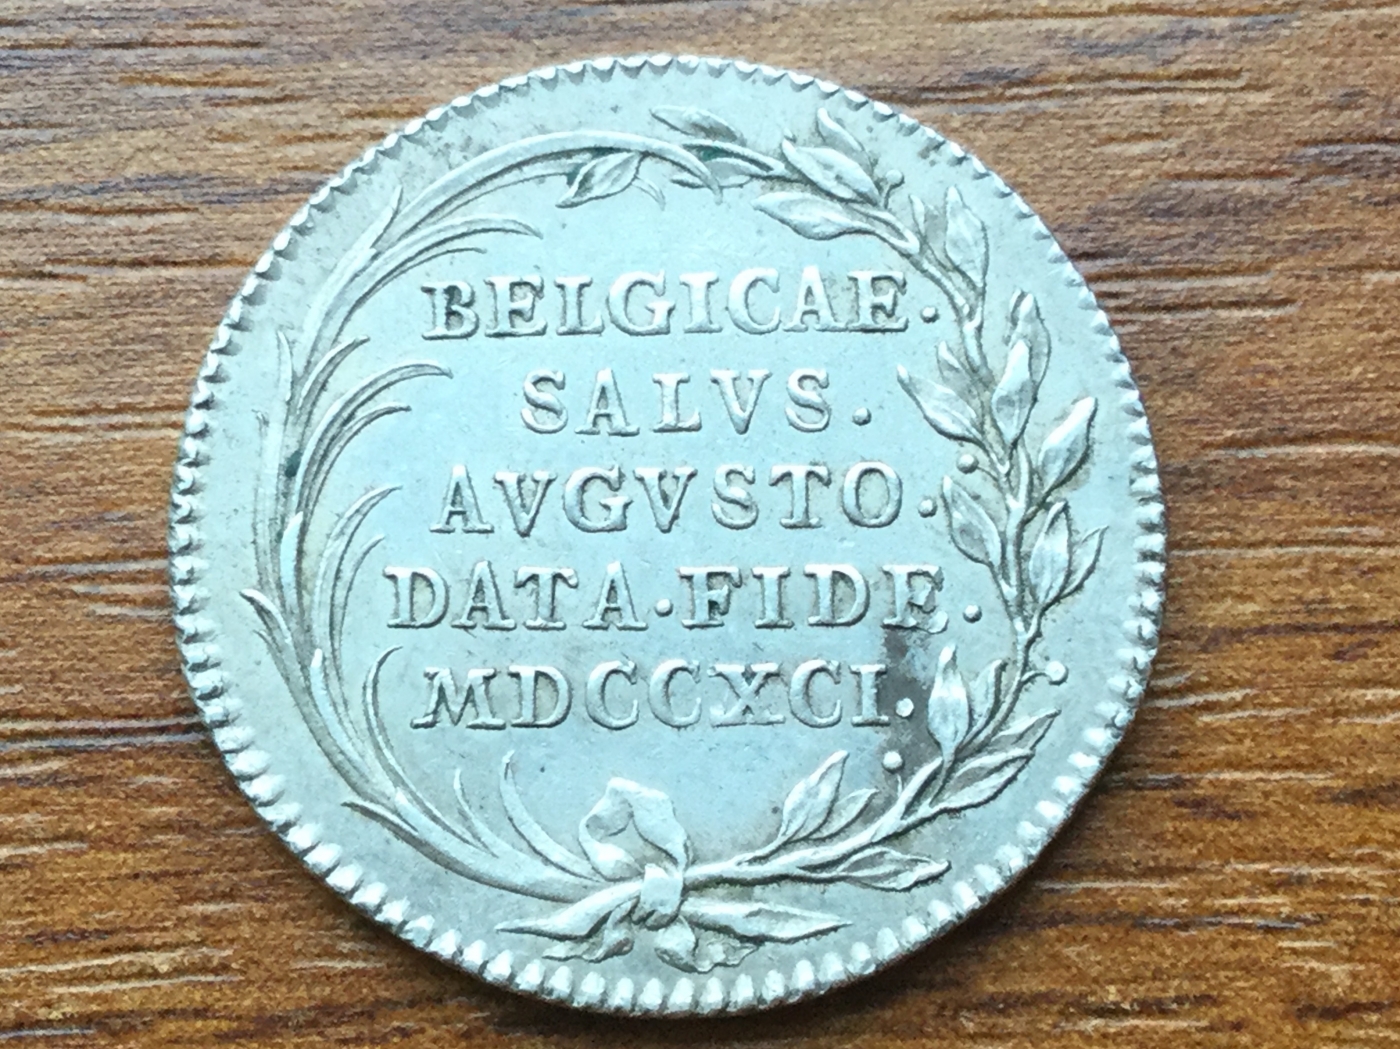 BELGICAE.
SALVS.
AVGVSTO.
DATA·FIDE.
MDCCXCI.